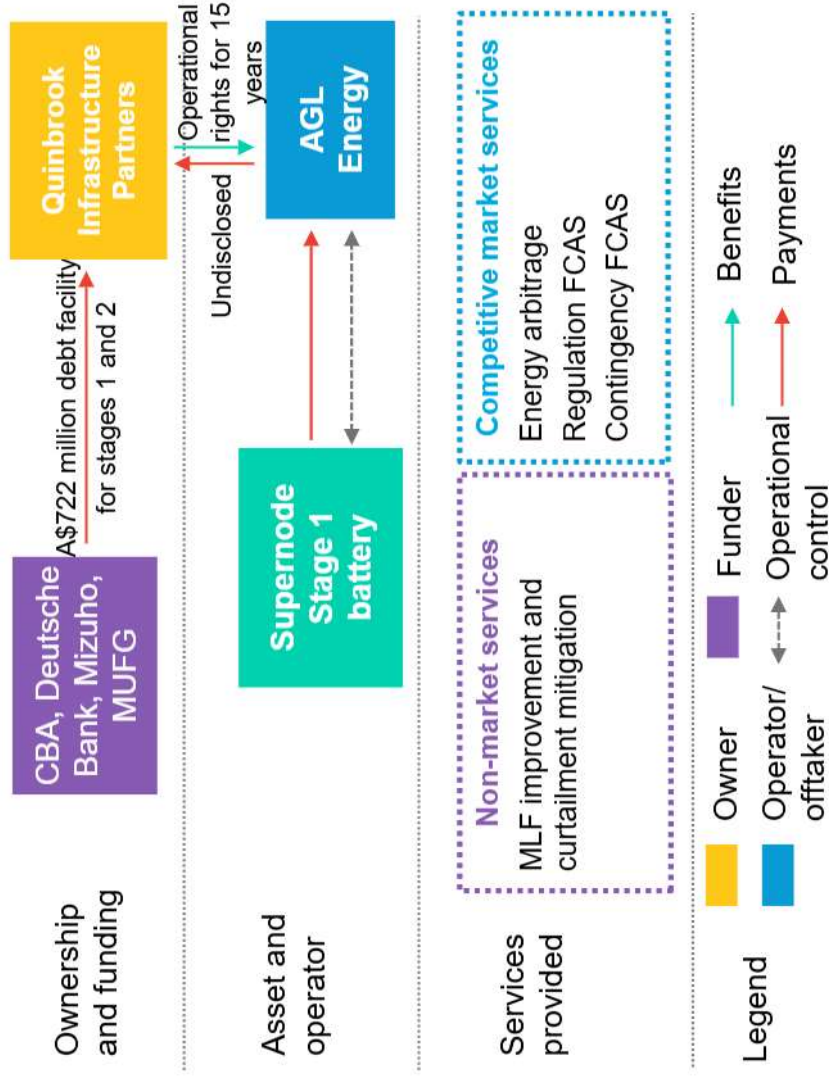 Ownership
and funding
CBA, Deutsche
Bank, Mizuho,
MUFG
A$722 million debt facility
for stages 1 and 2
Quinbrook
Infrastructure
Partners
Undisclosed
Operational
rights for 15
years
Asset and
operator
Supernode
Stage 1
battery
AGL
Energy
Services
provided
Non-market services
MLF improvement and
curtailment mitigation
Competitive market services
Energy arbitrage
Regulation FCAS
Contingency FCAS
Legend
Owner
Funder
Benefits
Operator/
offtaker
Operational
control
Payments